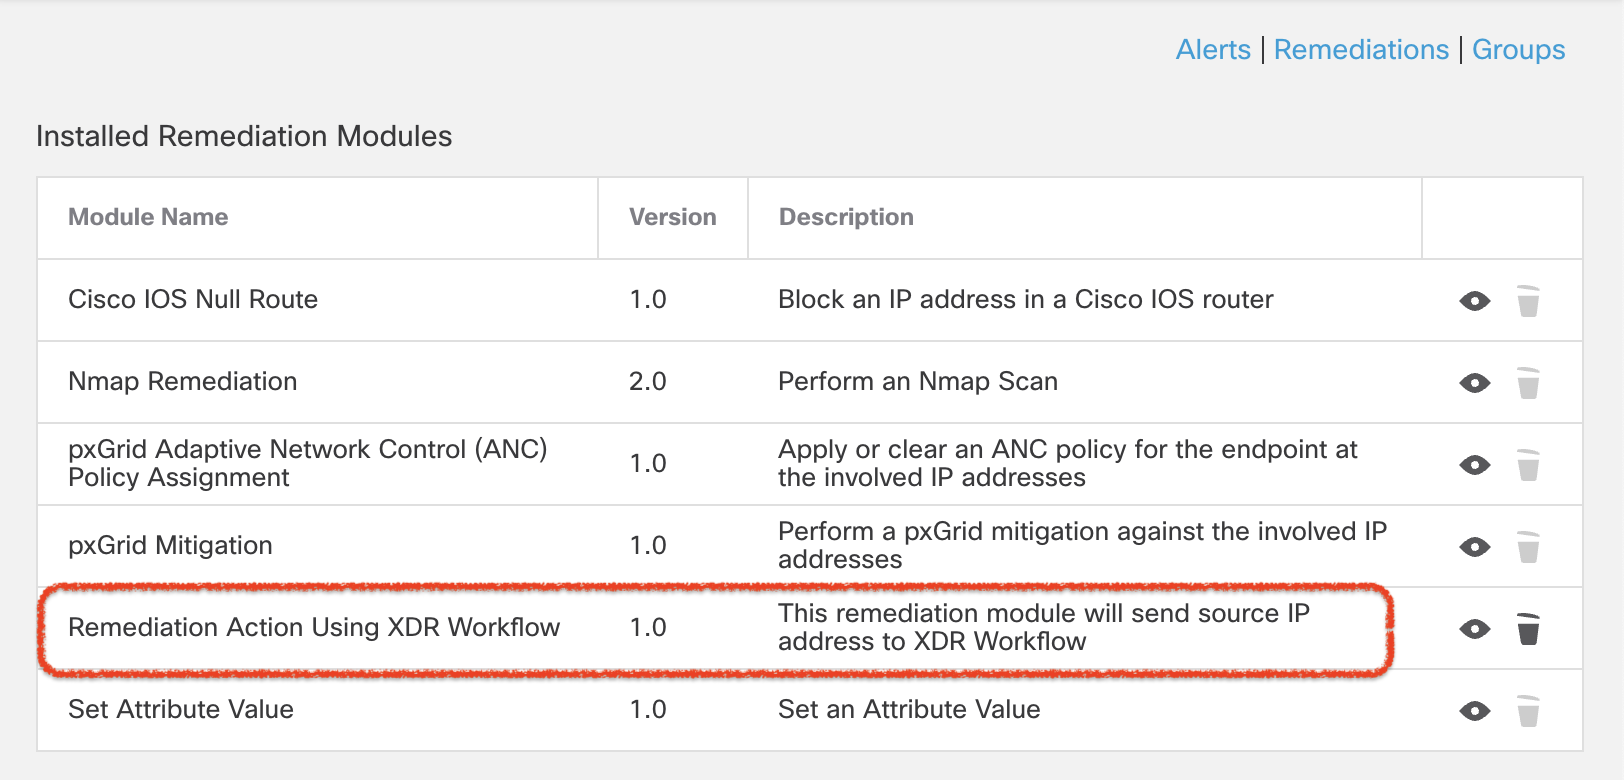 Alerts | Remediations | Groups
Installed Remediation Modules
Module Name Version Description
Cisco IOS Null Route 1.0 Block an IP address in a Cisco IOS router
Nmap Remediation 2.0 Perform an Nmap Scan
pxGrid Adaptive Network Control (ANC)
Policy Assignment
1.0
Apply or clear an ANC policy for the endpoint at
the involved IP addresses
pxGrid Mitigation
1.0
Perform a pxGrid mitigation against the involved IP
addresses
Remediation Action Using XDR Workflow
1.0
This remediation module will send source IP
address to XDR Workflow
Set Attribute Value 1.0 Set an Attribute Value